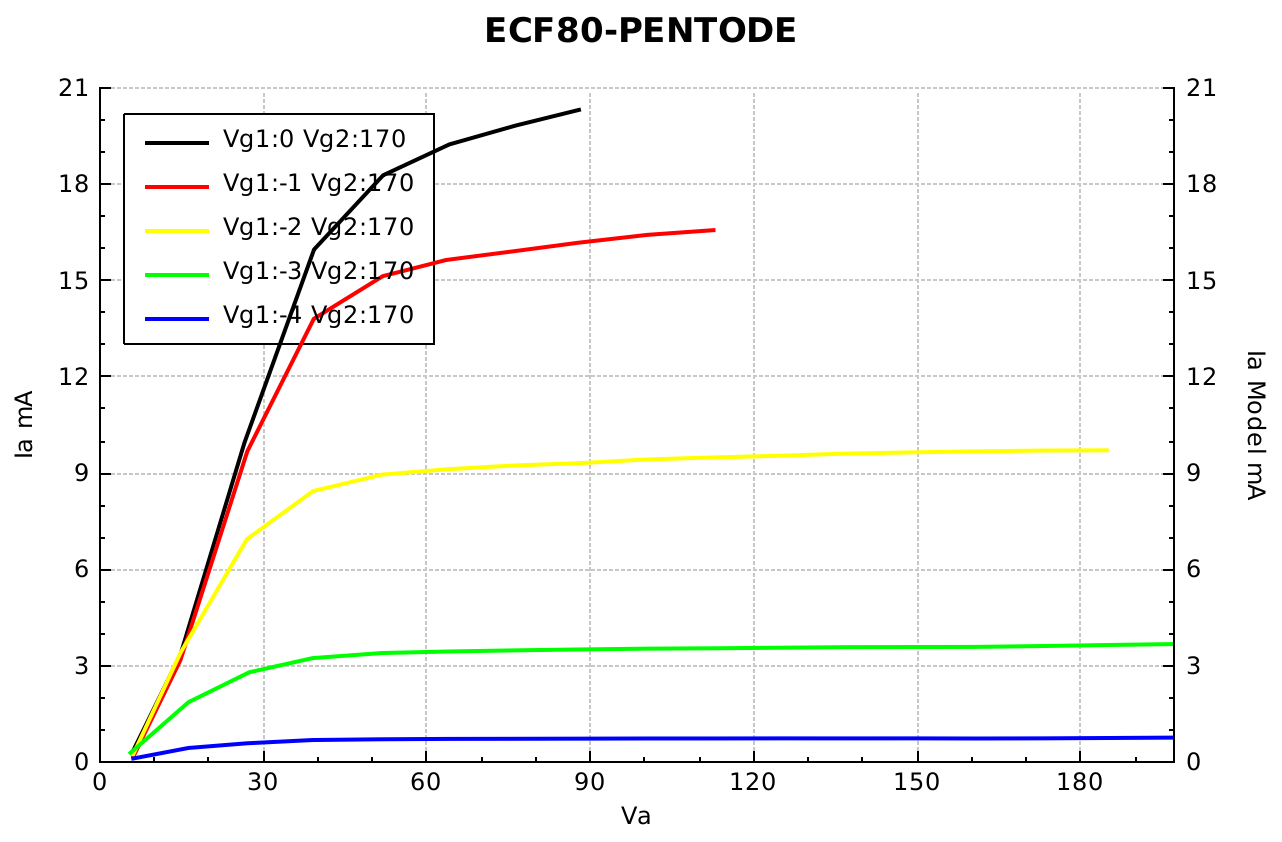 ECF80-PENTODE
21
18
15
12
9
6
3
0
Ia mA
Vg1:0 Vg2:170
Vg1:-1 Vg2:170
Vg1:-2 Vg2:170
Vg1:-3 Vg2:170
Vg1:-4 Vg2:170
21
18
15
12
9
6
3
0
Ia Model mA
0 30 60 90 120 150 180
Va